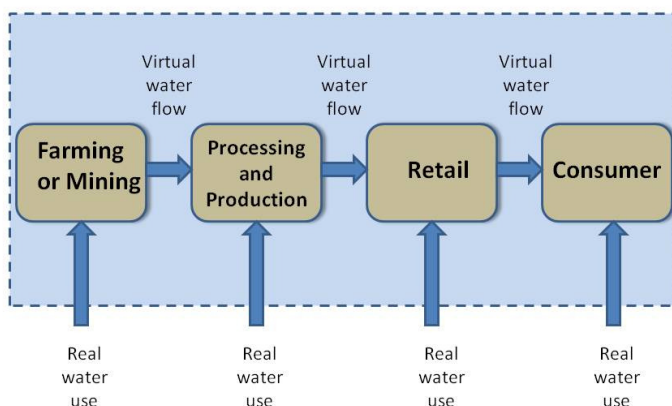 Virtual
water
flow
Virtual
water
flow
Virtual
water
flow
Farming
or Mining
Processing
and
Production
Retail
Consumer
Real
water
use
Real
water
use
Real
water
use
Real
water
use